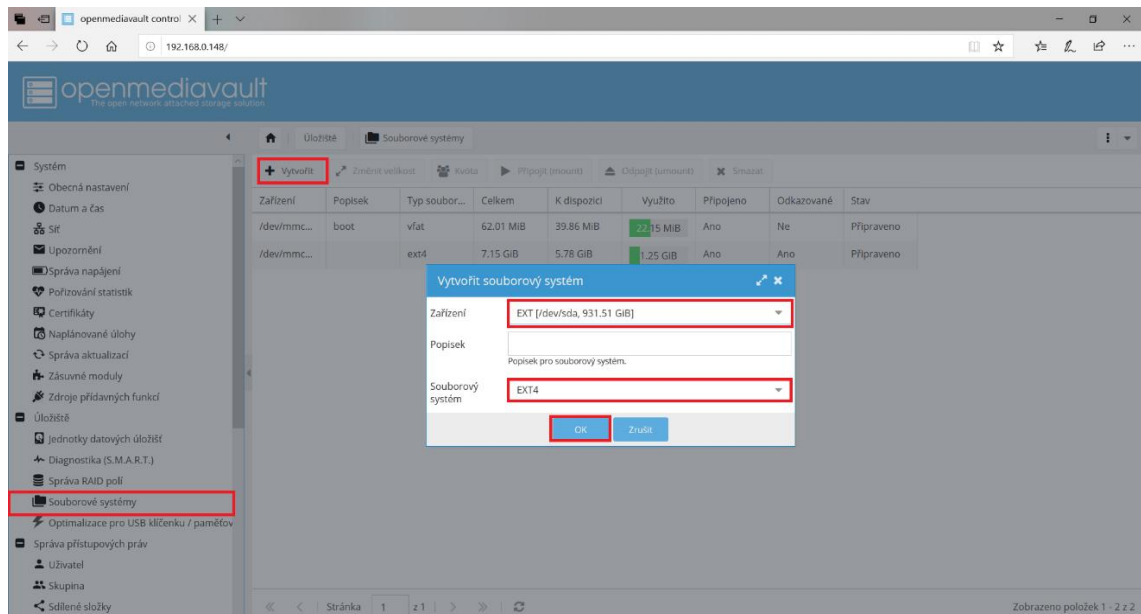 openmediavault control
192.168.0.148/
openmediavault
The open network attached storage solution
Úložiště
Souborové systémy
Systém
Obecná nastavení
Datum a čas
Síť
Upozornění
Správa napájení
Pořizování statistik
Certifikáty
Naplánované úlohy
Správa aktualizací
Zásuvné moduly
Zdroje přídavných funkcí
Úložiště
Jednotky datových úložišť
Diagnostika (S.M.A.R.T.)
Správa RAID polí
Souborové systémy
Optimalizace pro USB klíčenku / paměťov
Správa přístupových práv
Uživatel
Skupina
Sdílené složky
Vytvořit Změnit velikost Kvóta Připojit (mount) Odpojit (umount) Smazat
Zařízení Popisek Typ soubor... Celkem K dispozici Využito Připojeno Odkazované Stav
/dev/mmc... boot vfat 62.01 MiB 39.86 MiB 22.15 MiB Ano Ne Připraveno
/dev/mmc... ext4 7.15 GiB 5.78 GiB 1.25 GiB Ano Ano Připraveno
Vytvořit souborový systém
Zařízení EXT [/dev/sda, 931.51 GiB]
Popisek
Popisek pro souborový systém.
Souborový systém EXT4
OK Zrušit
Stránka 1 z 1
Zobrazeno položek 1 - 2 z 2